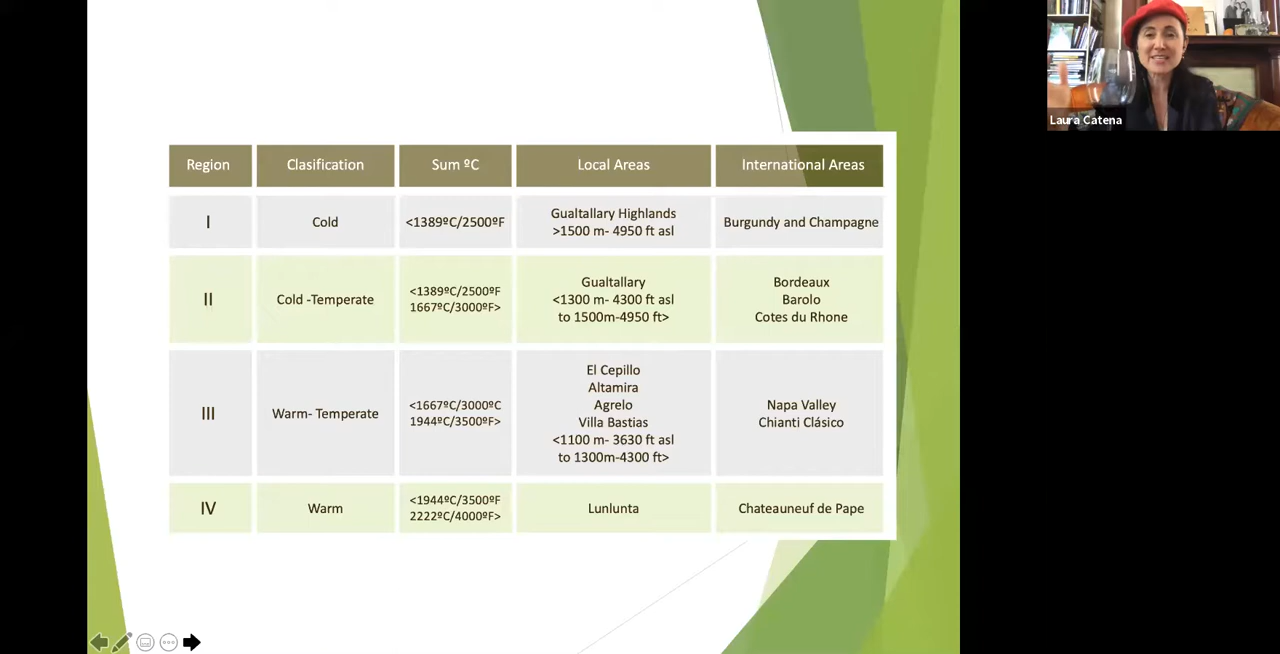 Region Clasification Sum ºC Local Areas International Areas
I Cold <1389ºC/2500ºF Gualtallary Highlands Burgundy and Champagne
>1500 m- 4950 ft asl
II Cold -Temperate <1389ºC/2500ºF Gualtallary Bordeaux
1667ºC/3000ºF> <1300 m- 4300 ft asl Barolo
to 1500m-4950 ft> Cotes du Rhone
III Warm- Temperate <1667ºC/3000ºC El Cepillo Napa Valley
1944ºC/3500ºF> Altamira Chianti Clásico
Agrelo
Villa Bastias
<1100 m- 3630 ft asl
to 1300m-4300 ft>
IV Warm <1944ºC/3500ºF Lunlunta Chateauneuf de Pape
2222ºC/4000ºF>
Laura Catena